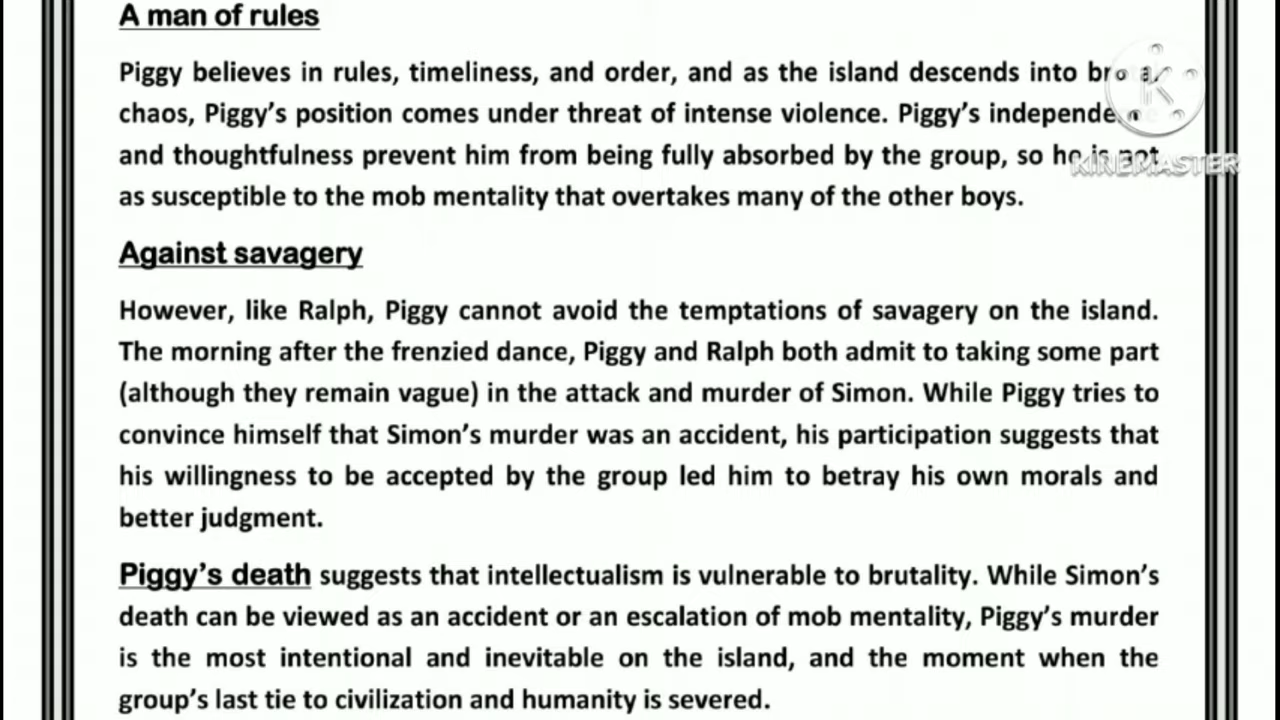 A man of rules
Piggy believes in rules, timeliness, and order, and as the island descends into
chaos, Piggy's position comes under threat of intense violence. Piggy's
and thoughtfulness prevent him from being fully absorbed by the group, so he is not
as susceptible to the mob mentality that overtakes many of the other boys.
Against savagery
However, like Ralph, Piggy cannot avoid the temptations of savagery on the island.
The morning after the frenzied dance, Piggy and Ralph both admit to taking some part
(although they remain vague) in the attack and murder of Simon. While Piggy tries to
convince himself that Simon's murder was an accident, his participation suggests that
his willingness to be accepted by the group led him to betray his own morals and
better judgment.
Piggy's death suggests that intellectualism is vulnerable to brutality. While Simon's
death can be viewed as an accident or an escalation of mob mentality, Piggy's murder
is the most intentional and inevitable on the island, and the moment when the
group's last tie to civilization and humanity is severed.
K
KINEMASTER